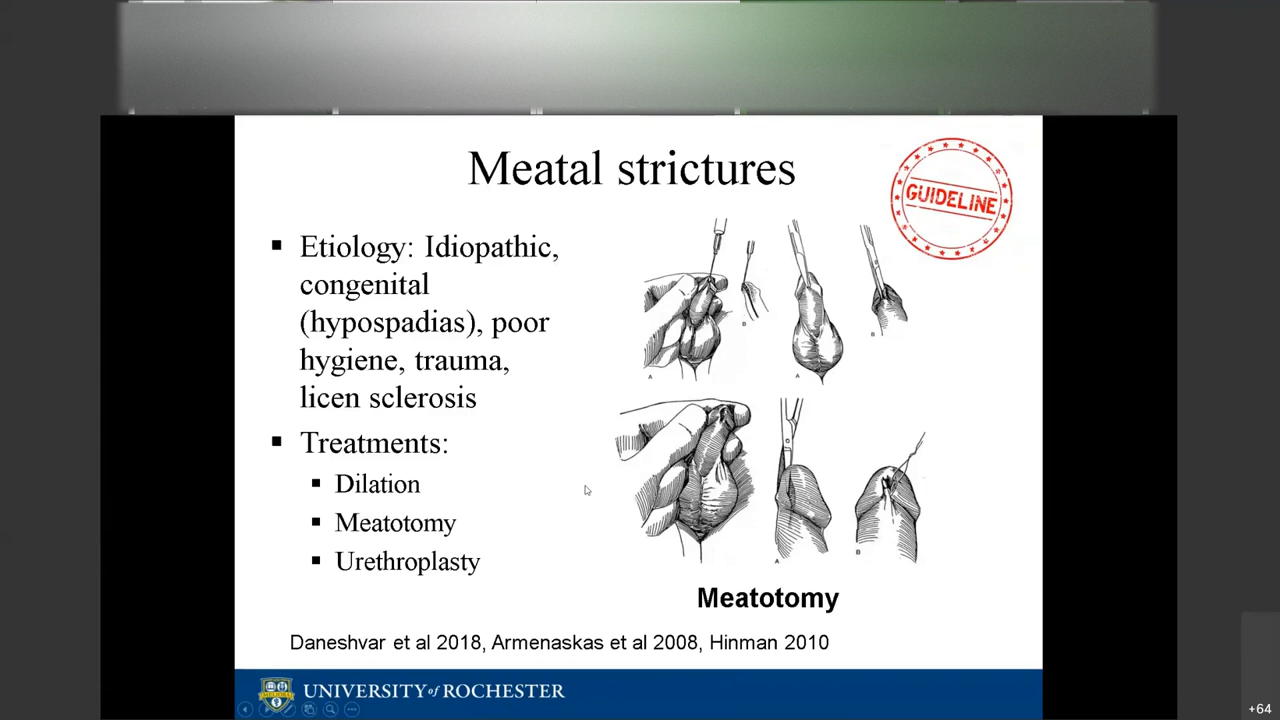 Meatal strictures
GUIDELINE
Etiology: Idiopathic,
congenital
(hypospadias), poor
hygiene, trauma,
licen sclerosis
Treatments:
Dilation
Meatotomy
Urethroplasty
B
A
A
B
A
B
Meatotomy
Daneshvar et al 2018, Armenaskas et al 2008, Hinman 2010
MELIORA
UNIVERSITY of ROCHESTER
+64